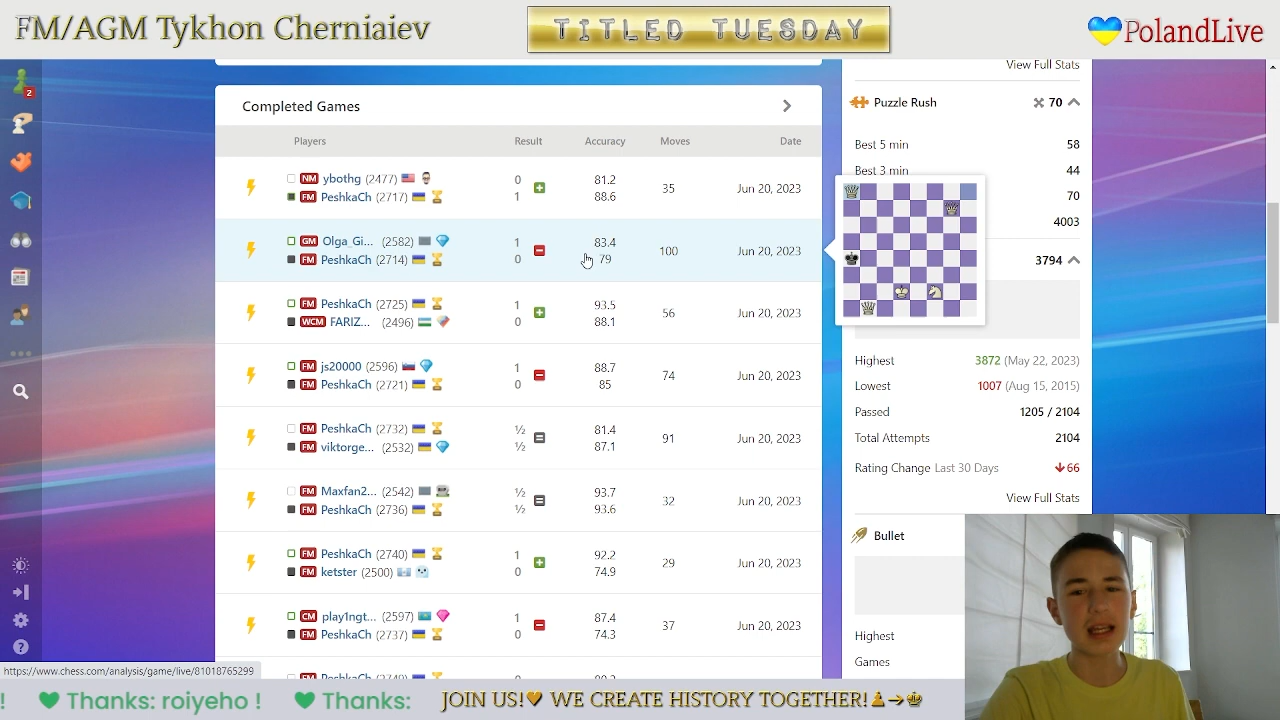 FM/AGM Tykhon Cherniaiev
TITLED TUESDAY
PolandLive
2
Completed Games
Players Result Accuracy Moves Date
NM ybothg (2477) 0 81.2
FM PeshkaCh (2717) 1 88.6
35 Jun 20, 2023
GM Olga_Gi... (2582) 1 83.4
FM PeshkaCh (2714) 0 79
100 Jun 20, 2023
FM PeshkaCh (2725) 1 93.5
WCM FARIZ... (2496) 0 88.1
56 Jun 20, 2023
FM js20000 (2596) 1 88.7
FM PeshkaCh (2721) 0 85
74 Jun 20, 2023
FM PeshkaCh (2732) ½ 81.4
FM viktorge... (2532) ½ 87.1
91 Jun 20, 2023
FM Maxfan2... (2542) ½ 93.7
FM PeshkaCh (2736) ½ 93.6
32 Jun 20, 2023
FM PeshkaCh (2740) 1 92.2
FM ketster (2500) 0 74.9
29 Jun 20, 2023
CM play1ngt... (2597) 1 87.4
FM PeshkaCh (2737) 0 74.3
37 Jun 20, 2023
View Full Stats
Puzzle Rush 70
Best 5 min 58
Best 3 min 44
70
4003
3794
Highest 3872 (May 22, 2023)
Lowest 1007 (Aug 15, 2015)
Passed 1205 / 2104
Total Attempts 2104
Rating Change Last 30 Days 66
View Full Stats
Bullet
Highest
Games
https://www.chess.com/analysis/game/live/81018765299
! Thanks: roiyeho ! Thanks:
JOIN US! WE CREATE HISTORY TOGETHER!